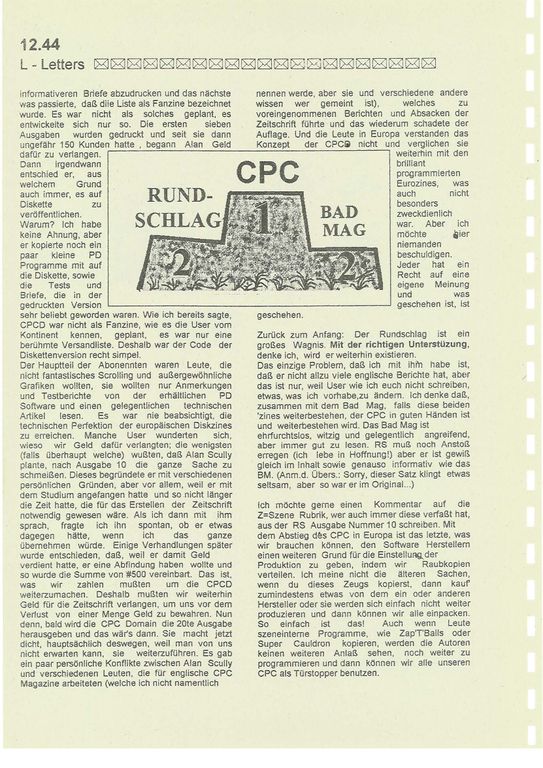 12.44
L - Letters
informativeren Briefe abzudrucken und das nächste
was passierte, daß diie Liste als Fanzine bezeichnet
wurde. Es war nicht als solches geplant, es
entwickelte sich nur so. Die ersten sieben
Ausgaben wurden gedruckt und seit sie dann
ungefähr 150 Kunden hatte , begann Alan Geld
dafür zu verlangen.
Dann irgendwann
entschied er, aus
welchem Grund
auch immer, es auf
Diskette zu
veröffentlichen.
Warum? Ich habe
keine Ahnung, aber
er kopierte noch ein
paar kleine PD
Programme mit auf
die Diskette, sowie
die Tests und
Briefe, die in der
gedruckten Version
sehr beliebt geworden waren. Wie ich bereits sagte,
CPCD war nicht als Fanzine, wie es die User vom
Kontinent kennen, geplant, es war nur eine
berühmte Versandliste. Deshalb war der Code der
Diskettenversion recht simpel.
Der Hauptteil der Abonennten waren Leute, die
nicht fantastisches Scrolling und außergewöhnliche
Grafiken wollten, sie wollten nur Anmerkungen
und Testberichte von der erhältlichen PD
Software und einen gelegentlichen technischen
Artikel lesen. Es war nie beabsichtigt, die
technischen Perfektion der europäischen Diskzines
zu erreichen. Manche User wunderten sich,
wieso wir Geld dafür verlangten; die wenigsten
(falls überhaupt welche) wußten, daß Alan Scully
plante, nach Ausgabe 10 die ganze Sache zu
schmeißen. Dieses begründete er mit verschiedenen
persönlichen Gründen, aber vor allem, weil er mit
dem Studium angefangen hatte und so nicht länger
die Zeit hatte, die für das Erstellen der Zeitschrift
notwendig gewesen wäre. Als ich dann mit ihm
sprach, fragte ich ihn spontan, ob er etwas
dagegen hätte, wenn ich das ganze
übernehmen würde. Einige Verhandlungen später
wurde entschieden, daß, weil er damit Geld
verdient hatte, er eine Abfindung haben wollte und
so wurde die Summe von #500 vereinbart. Das ist,
was wir zahlen mußten um die CPCD
weiterzumachen. Deshalb mußten wir weiterhin
Geld für die Zeitschrift verlangen, um uns vor dem
Verlust von einer Menge Geld zu bewahren. Nun
denn, bald wird die CPC Domain die 20te Ausgabe
herausgeben und das wär's dann. Sie macht jetzt
dicht, hauptsächlich deswegen, weil man von uns
nicht erwarten kann, sie weiterzuführen. Es gab
ein paar persönliche Konflikte zwischen Alan Scully
und verschiedenen Leuten, die für englische CPC
Magazine arbeiteten (welche ich nicht namentlich
CPC
RUND-
SCHLAG
1
BAD
MAG
2
2
nennen werde, aber sie und verschiedene andere
wissen wer gemeint ist), welches zu
voreingenommenen Berichten und Absacken der
Zeitschrift führte und das wiederum schadete der
Auflage. Und die Leute in Europa verstanden das
Konzept der CPCD nicht und verglichen sie
weiterhin mit den
brilliant
programmierten
Eurozines, was
auch nicht
besonders
zweckdienlich
war. Aber ich
möchte hier
niemanden
beschuldigen.
Jeder hat ein
Recht auf eine
eigene Meinung
und was
geschehen ist, ist
geschehen.
Zurück zum Anfang: Der Rundschlag ist ein
großes Wagnis. Mit der richtigen Unterstützung,
denke ich, wird er weiterhin existieren.
Das einzige Problem, daß ich mit ihm habe ist,
daß er nicht allzu viele englische Berichte hat, aber
das ist nur, weil User wie ich euch nicht schreiben,
etwas, was ich vorhabe,zu ändern. Ich denke daß,
zusammen mit dem Bad Mag, falls diese beiden
'zines weiterbestehen, der CPC in guten Händen ist
und weiterbestehen wird. Das Bad Mag ist
ehrfurchtslos, witzig und gelegentlich angreifend,
aber immer gut zu lesen. RS muß noch Anstoß
erregen (ich lebe in Hoffnung!) aber er ist gewiß
gleich im Inhalt sowie genauso informativ wie das
BM. (Anm.d. Übers.: Sorry, dieser Satz klingt etwas
seltsam, aber so war er im Original...)
Ich möchte gerne einen Kommentar auf die
Z=Szene Rubrik, wer auch immer diese verfaßt hat,
aus der RS Ausgabe Nummer 10 schreiben. Mit
dem Abstieg des CPC in Europa ist das letzte, was
wir brauchen können, den Software Herstellern
einen weiteren Grund für die Einstellung der
Produktion zu geben, indem wir Raubkopien
verteilen. Ich meine nicht die älteren Sachen,
wenn du dieses Zeugs kopierst, dann kauf
zumindestens etwas von dem ein oder anderen
Hersteller oder sie werden sich einfach nicht weiter
produzieren und dann können wir alle einpacken.
So einfach ist das! Auch wenn Leute
szeneinterne Programme, wie Zap'T'Balls oder
Super Cauldron kopieren, werden die Autoren
keinen weiteren Anlaß sehen, noch weiter zu
programmieren und dann können wir alle unseren
CPC als Türstopper benutzen.